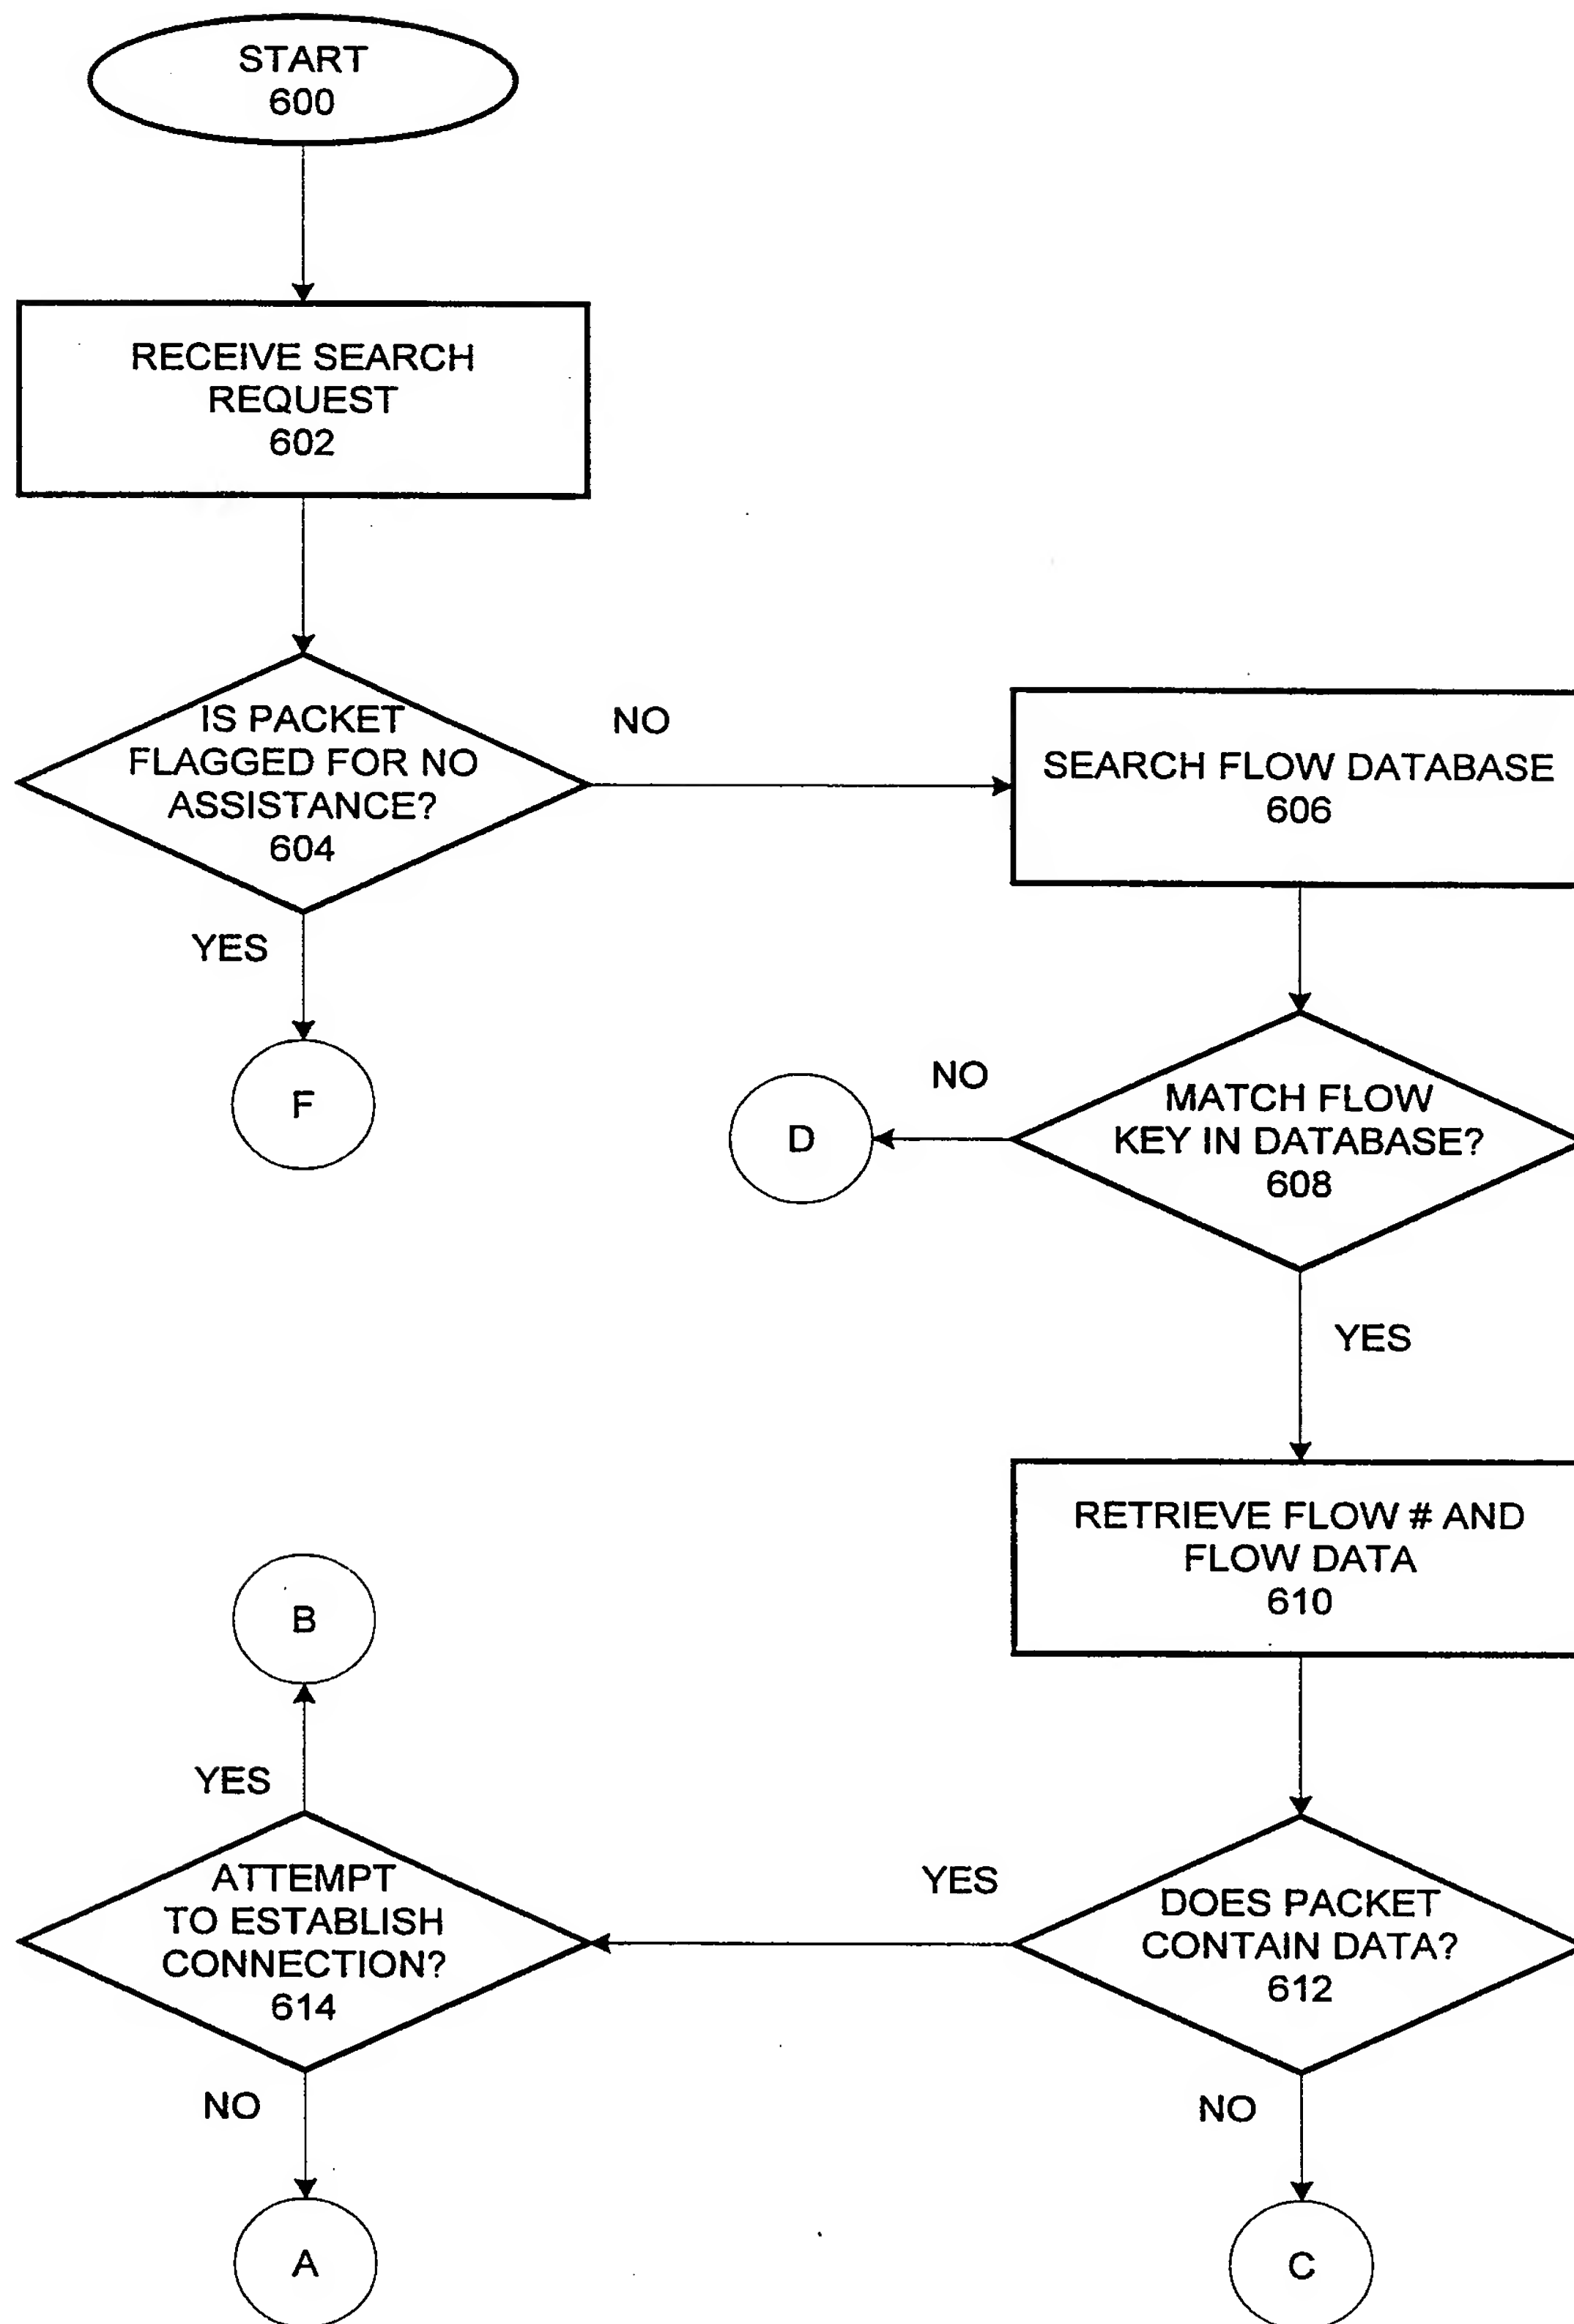 START
600
RECEIVE SEARCH
REQUEST
602
IS PACKET
FLAGGED FOR NO
ASSISTANCE?
604
NO
YES
F
SEARCH FLOW DATABASE
606
MATCH FLOW
KEY IN DATABASE?
608
NO
D
YES
RETRIEVE FLOW # AND
FLOW DATA
610
DOES PACKET
CONTAIN DATA?
612
YES
NO
C
ATTEMPT
TO ESTABLISH
CONNECTION?
614
YES
B
NO
A